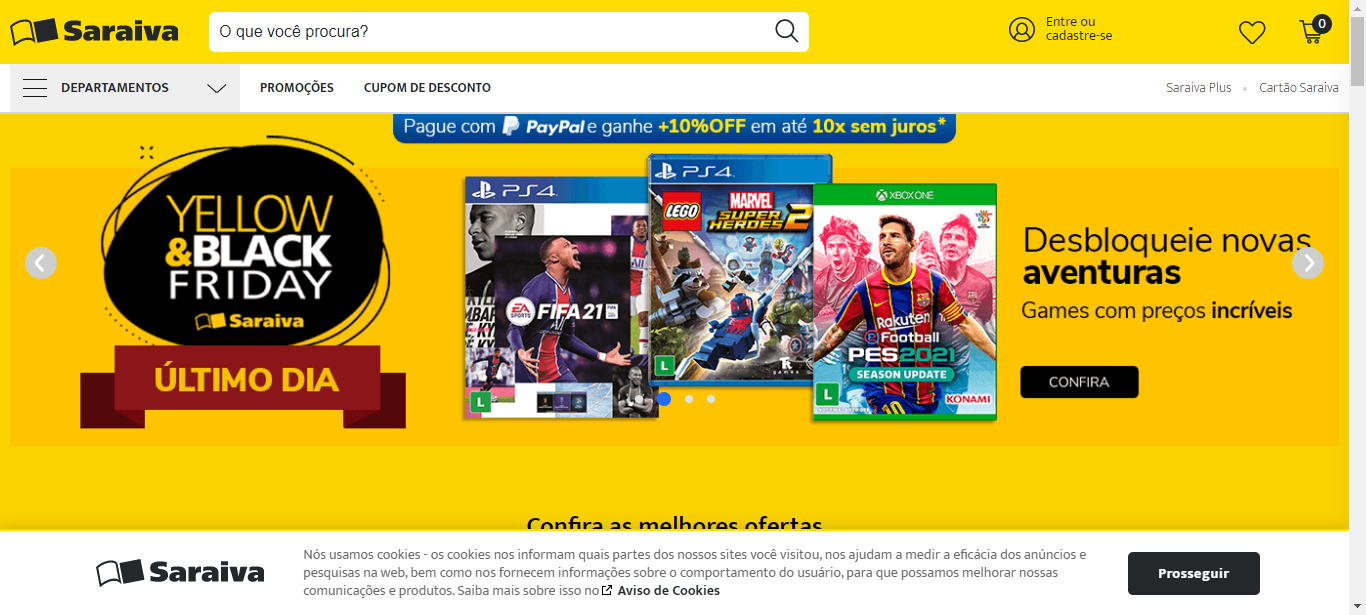 Saraiva
O que você procura?
Entre ou
cadastre-se
0
DEPARTAMENTOS
PROMOÇÕES
CUPOM DE DESCONTO
Saraiva Plus
Cartão Saraiva
Pague com PayPal e ganhe +10%OFF em até 10x sem juros*
YELLOW
&BLACK
FRIDAY
Saraiva
ÚLTIMO DIA
PS4
EA
SPORTS
FIFA 21
L
PS4
LEGO
MARVEL
SUPER
HEROES 2
L
games
XBOX ONE
Rakuten
eFootball
PES2021
SEASON UPDATE
L
KONAMI
Desbloqueie novas
aventuras
Games com preços incríveis
CONFIRA
Confira as melhores ofertas
Saraiva
Nós usamos cookies - os cookies nos informam quais partes dos nossos sites você visitou, nos ajudam a medir a eficácia dos anúncios e
pesquisas na web, bem como nos fornecem informações sobre o comportamento do usuário, para que possamos melhorar nossas
comunicações e produtos. Saiba mais sobre isso no Aviso de Cookies
Prosseguir